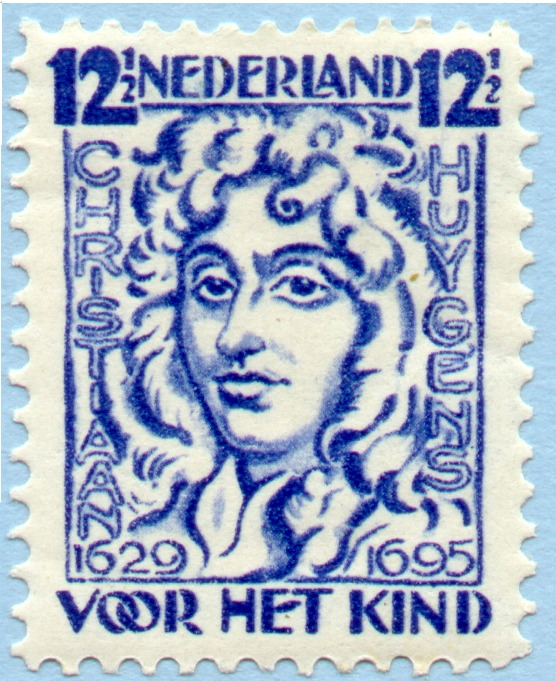 12½ NEDERLAND 12½
CHRISTIAAN
HUYGENS
1629 1695
VOOR HET KIND